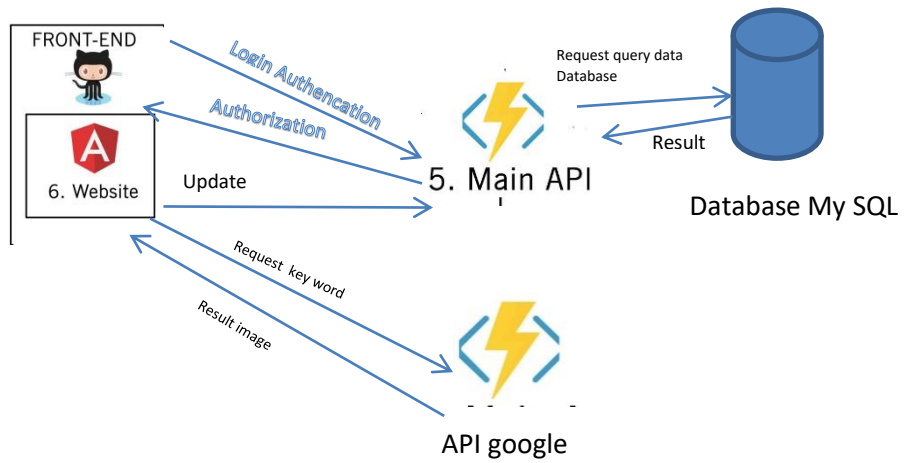 FRONT-END
6. Website
Login Authencation
Authorization
Update
Request key word
Result image
5. Main API
Request query data
Database
Result
Database My SQL
API google